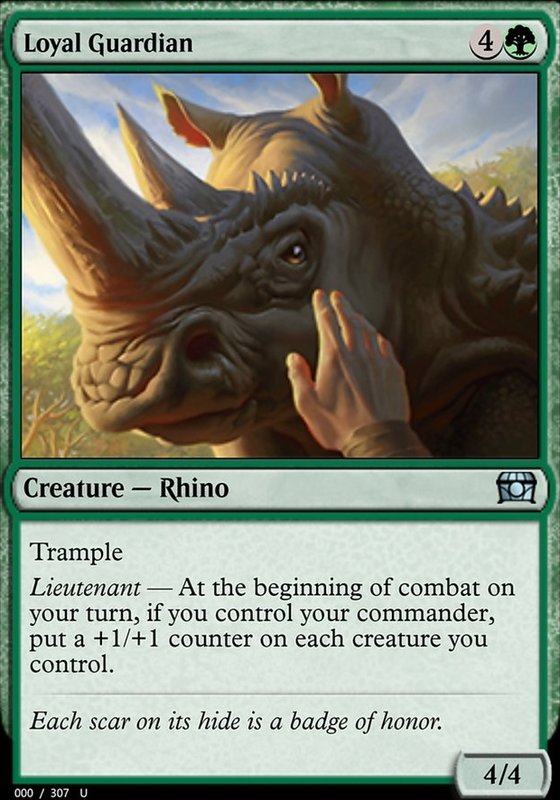 Loyal Guardian 4
Creature — Rhino
Trample
Lieutenant — At the beginning of combat on
your turn, if you control your commander,
put a +1/+1 counter on each creature you
control.
Each scar on its hide is a badge of honor.
4/4
000 / 307 U